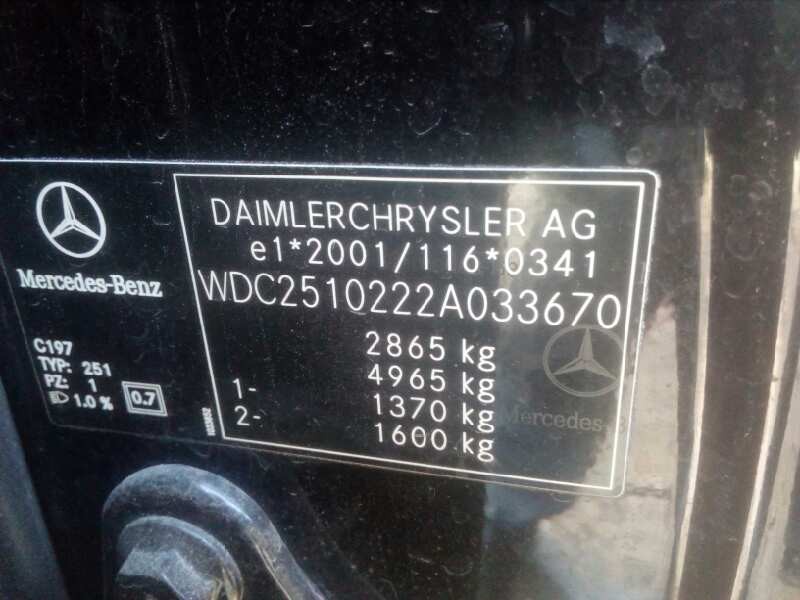 Mercedes-Benz
C197
TYP: 251
PZ: 1
1.0 %
0.7
DAIMLERCHRYSLER AG
e1*2001/116*0341
WDC2510222A033670
2865 kg
4965 kg
1- 1370 kg
2- 1600 kg
Mercedes-